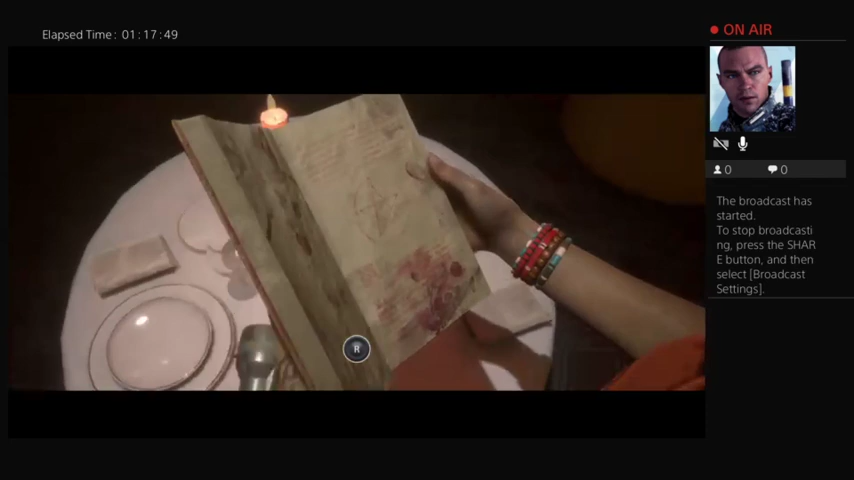 Elapsed Time: 01:17:49
ON AIR
0
0
The broadcast has
started.
To stop broadcasti
ng, press the SHAR
E button, and then
select [Broadcast
Settings].
R